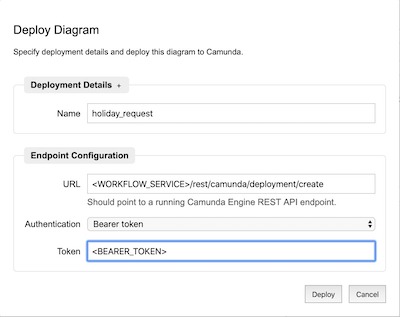 Deploy Diagram
Specify deployment details and deploy this diagram to Camunda.
Deployment Details +
Name holiday_request
Endpoint Configuration
URL <WORKFLOW_SERVICE>/rest/camunda/deployment/create
Should point to a running Camunda Engine REST API endpoint.
Authentication Bearer token
Token <BEARER_TOKEN>
Deploy Cancel